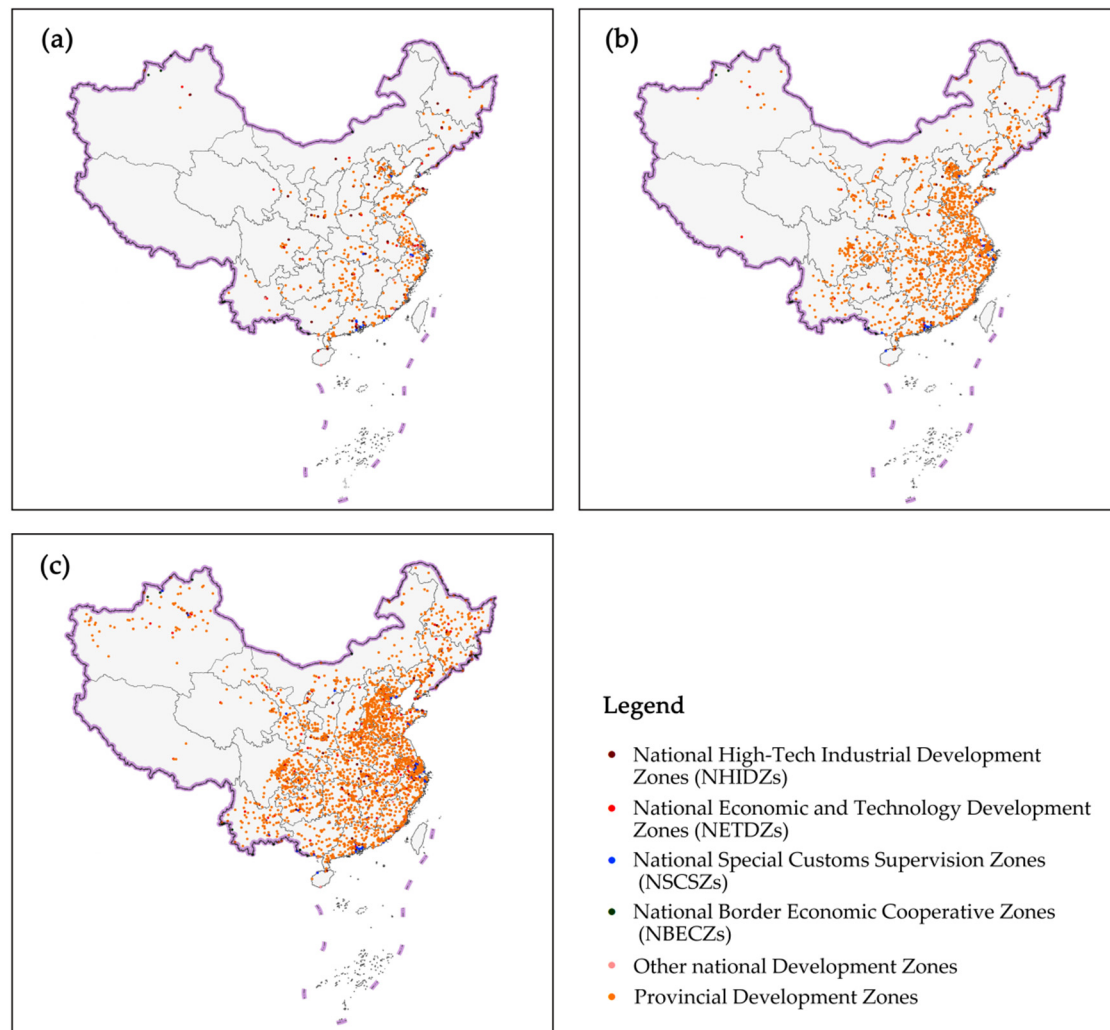 (a)
(b)
(c)
Legend
National High-Tech Industrial Development
Zones (NHIDZs)
National Economic and Technology Development
Zones (NETDZs)
National Special Customs Supervision Zones
(NSCSZs)
National Border Economic Cooperative Zones
(NBECZs)
Other national Development Zones
Provincial Development Zones